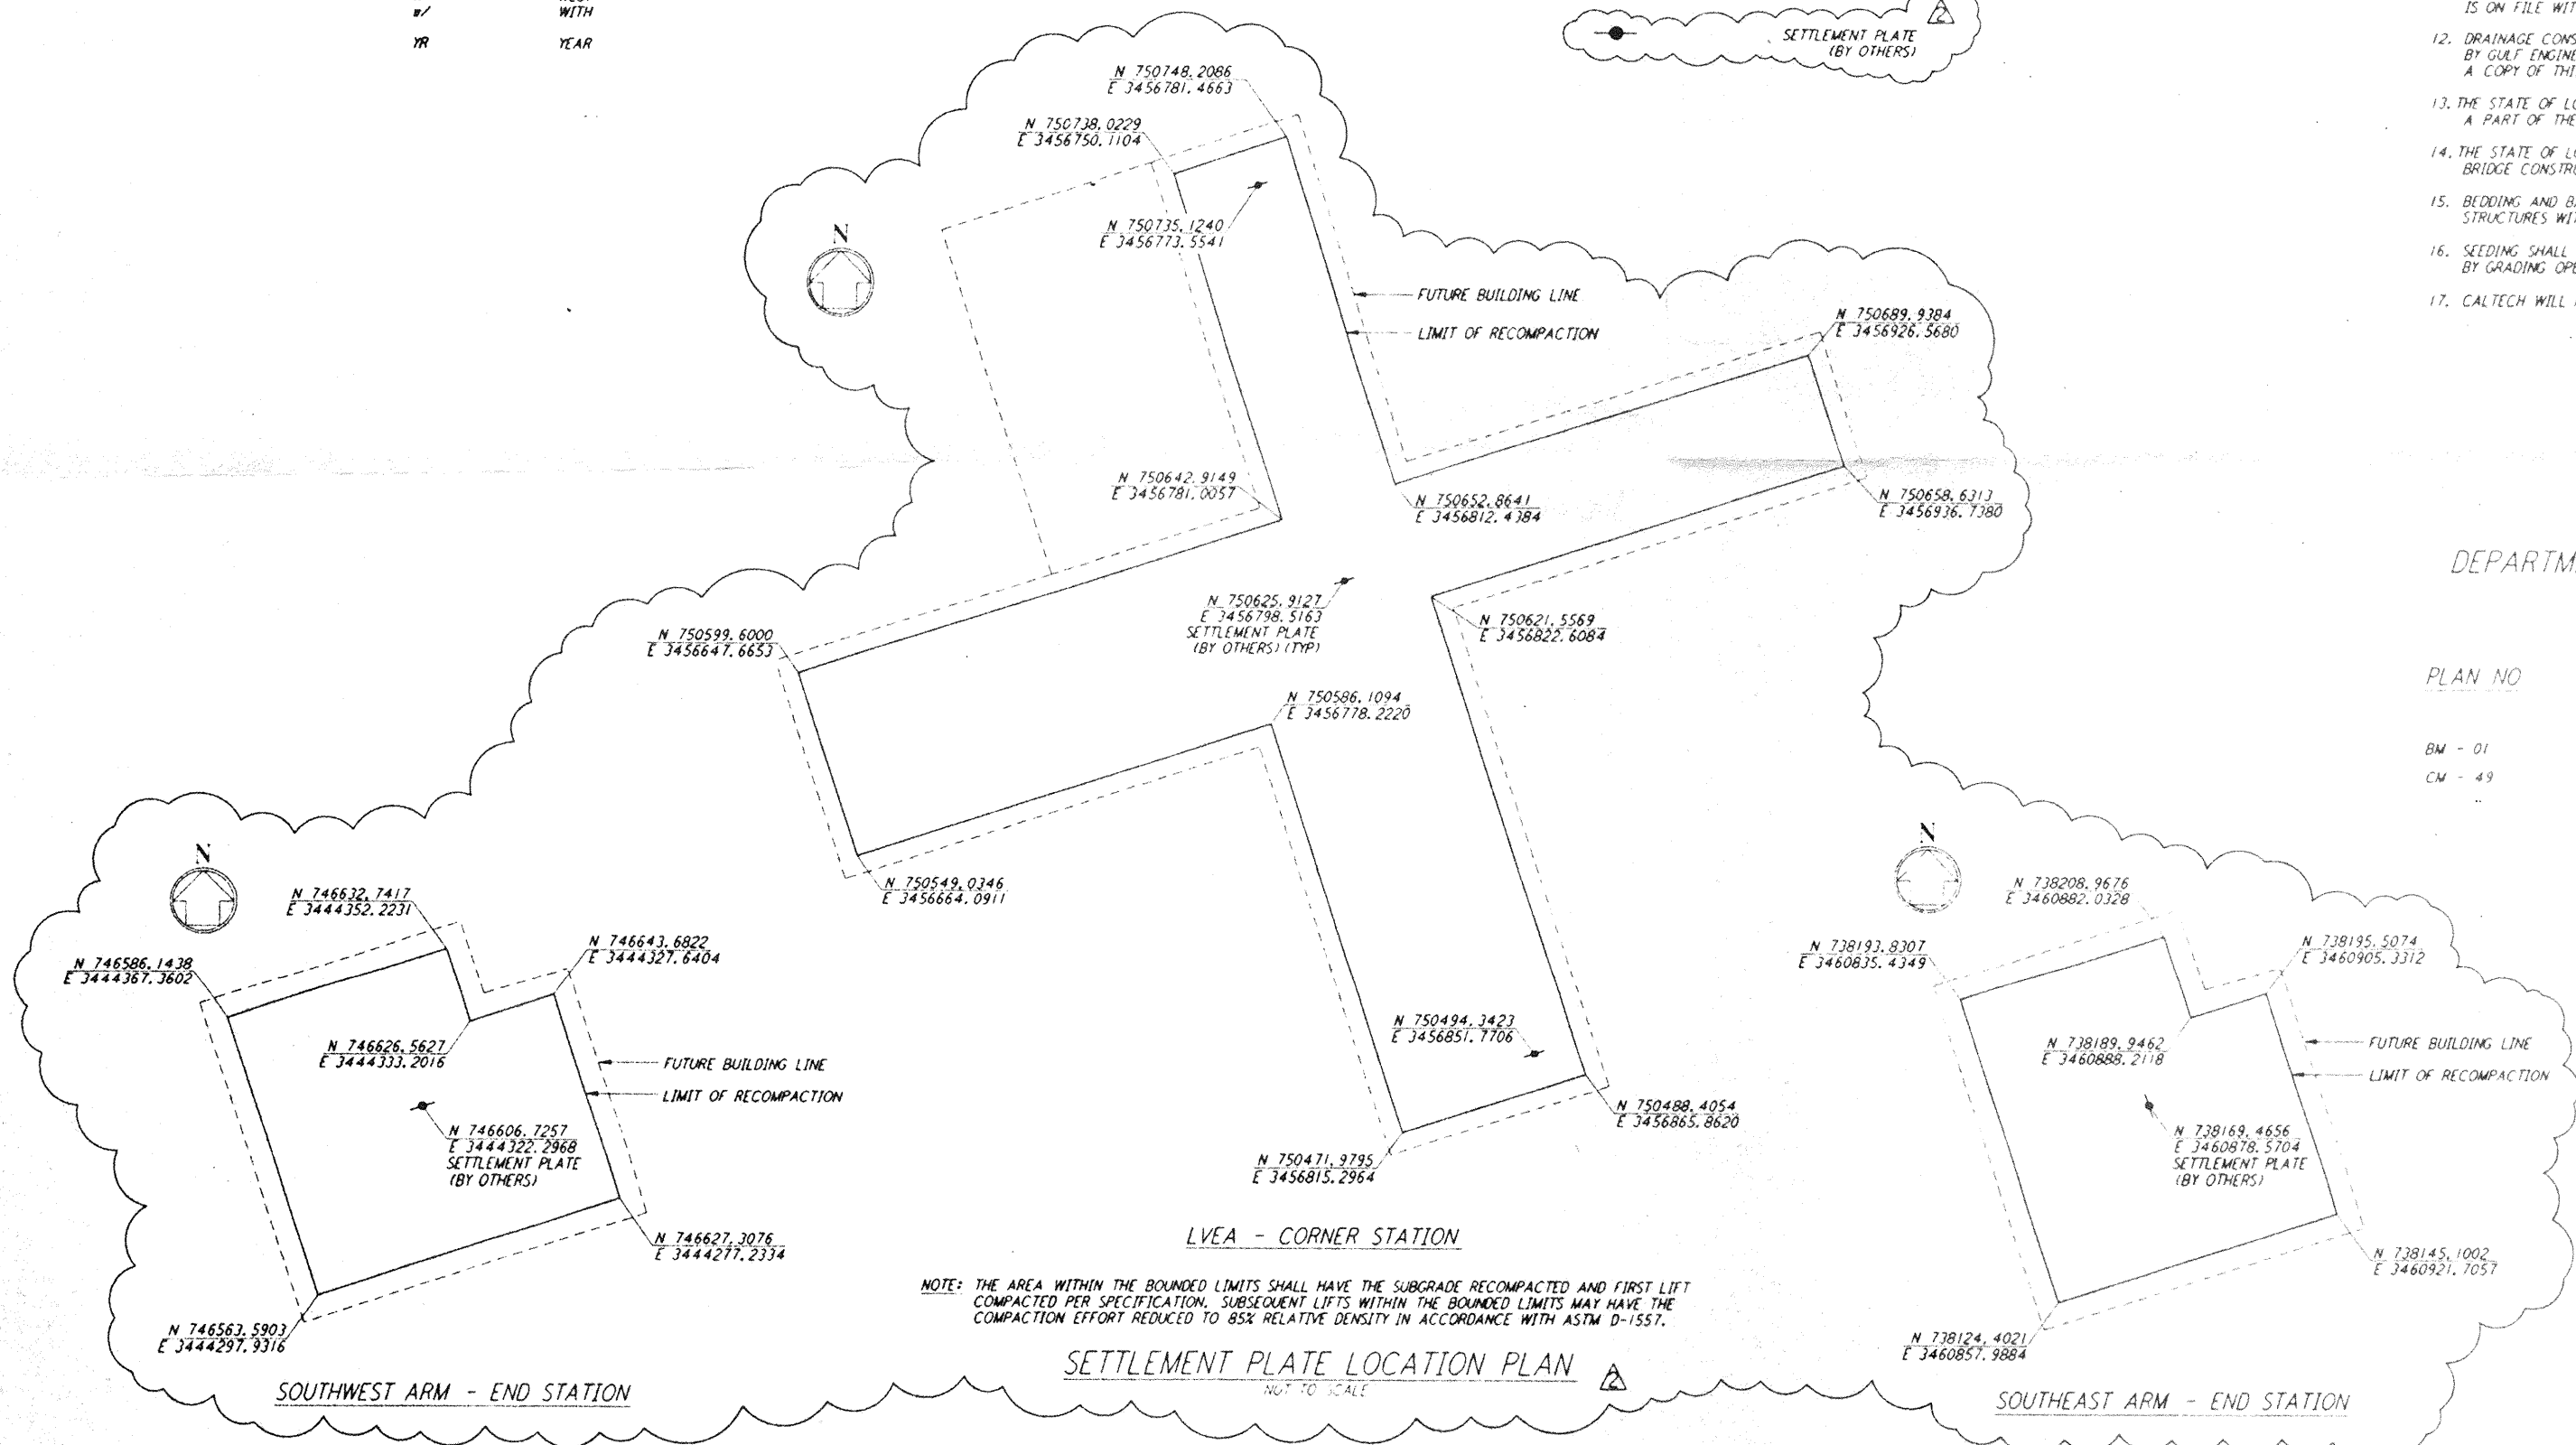 w/ WITH
YR YEAR
2
SETTLEMENT PLATE
(BY OTHERS)
IS ON FILE WIT
12. DRAINAGE CONS
BY GULF ENGINE
A COPY OF THI
13. THE STATE OF LO
A PART OF THE
14. THE STATE OF LO
BRIDGE CONSTRU
15. BEDDING AND BA
STRUCTURES WIT
16. SEEDING SHALL
BY GRADING OPE
17. CALTECH WILL
N 750748.2086
E 3456781.4663
N 750738.0229
E 3456750.1104
N 750735.1240
E 3456773.5541
N
FUTURE BUILDING LINE
LIMIT OF RECOMPACTION
N 750689.9384
E 3456926.5680
N 750642.9149
E 3456781.0057
N 750652.8641
E 3456812.4384
N 750658.6313
E 3456936.7380
DEPARTM
N 750625.9127
E 3456798.5163
SETTLEMENT PLATE
(BY OTHERS) (TYP)
N 750621.5569
E 3456822.6084
N 750599.6000
E 3456647.6653
PLAN NO
N 750586.1094
E 3456778.2220
BM - 01
CM - 49
N 750549.0346
E 3456664.0911
N
N 746632.7417
E 3444352.2231
N 746643.6822
E 3444327.6404
N 746586.1438
E 3444367.3602
N 746626.5627
E 3444333.2016
FUTURE BUILDING LINE
LIMIT OF RECOMPACTION
N 746606.7257
E 3444322.2968
SETTLEMENT PLATE
(BY OTHERS)
N 746627.3076
E 3444277.2334
N 746563.5903
E 3444297.9316
SOUTHWEST ARM - END STATION
N 750494.3423
E 3456851.7706
N 750488.4054
E 3456865.8620
N 750471.9795
E 3456815.2964
LVEA - CORNER STATION
NOTE: THE AREA WITHIN THE BOUNDED LIMITS SHALL HAVE THE SUBGRADE RECOMPACTED AND FIRST LIFT
COMPACTED PER SPECIFICATION. SUBSEQUENT LIFTS WITHIN THE BOUNDED LIMITS MAY HAVE THE
COMPACTION EFFORT REDUCED TO 85% RELATIVE DENSITY IN ACCORDANCE WITH ASTM D-1557.
SETTLEMENT PLATE LOCATION PLAN 2
NOT TO SCALE
N
N 738208.9676
E 3460882.0328
N 738193.8307
E 3460835.4349
N 738195.5074
E 3460905.3312
N 738189.9462
E 3460888.2118
FUTURE BUILDING LINE
LIMIT OF RECOMPACTION
N 738169.4656
E 3460878.5704
SETTLEMENT PLATE
(BY OTHERS)
N 738145.1002
E 3460921.7057
N 738124.4021
E 3460857.9884
SOUTHEAST ARM - END STATION